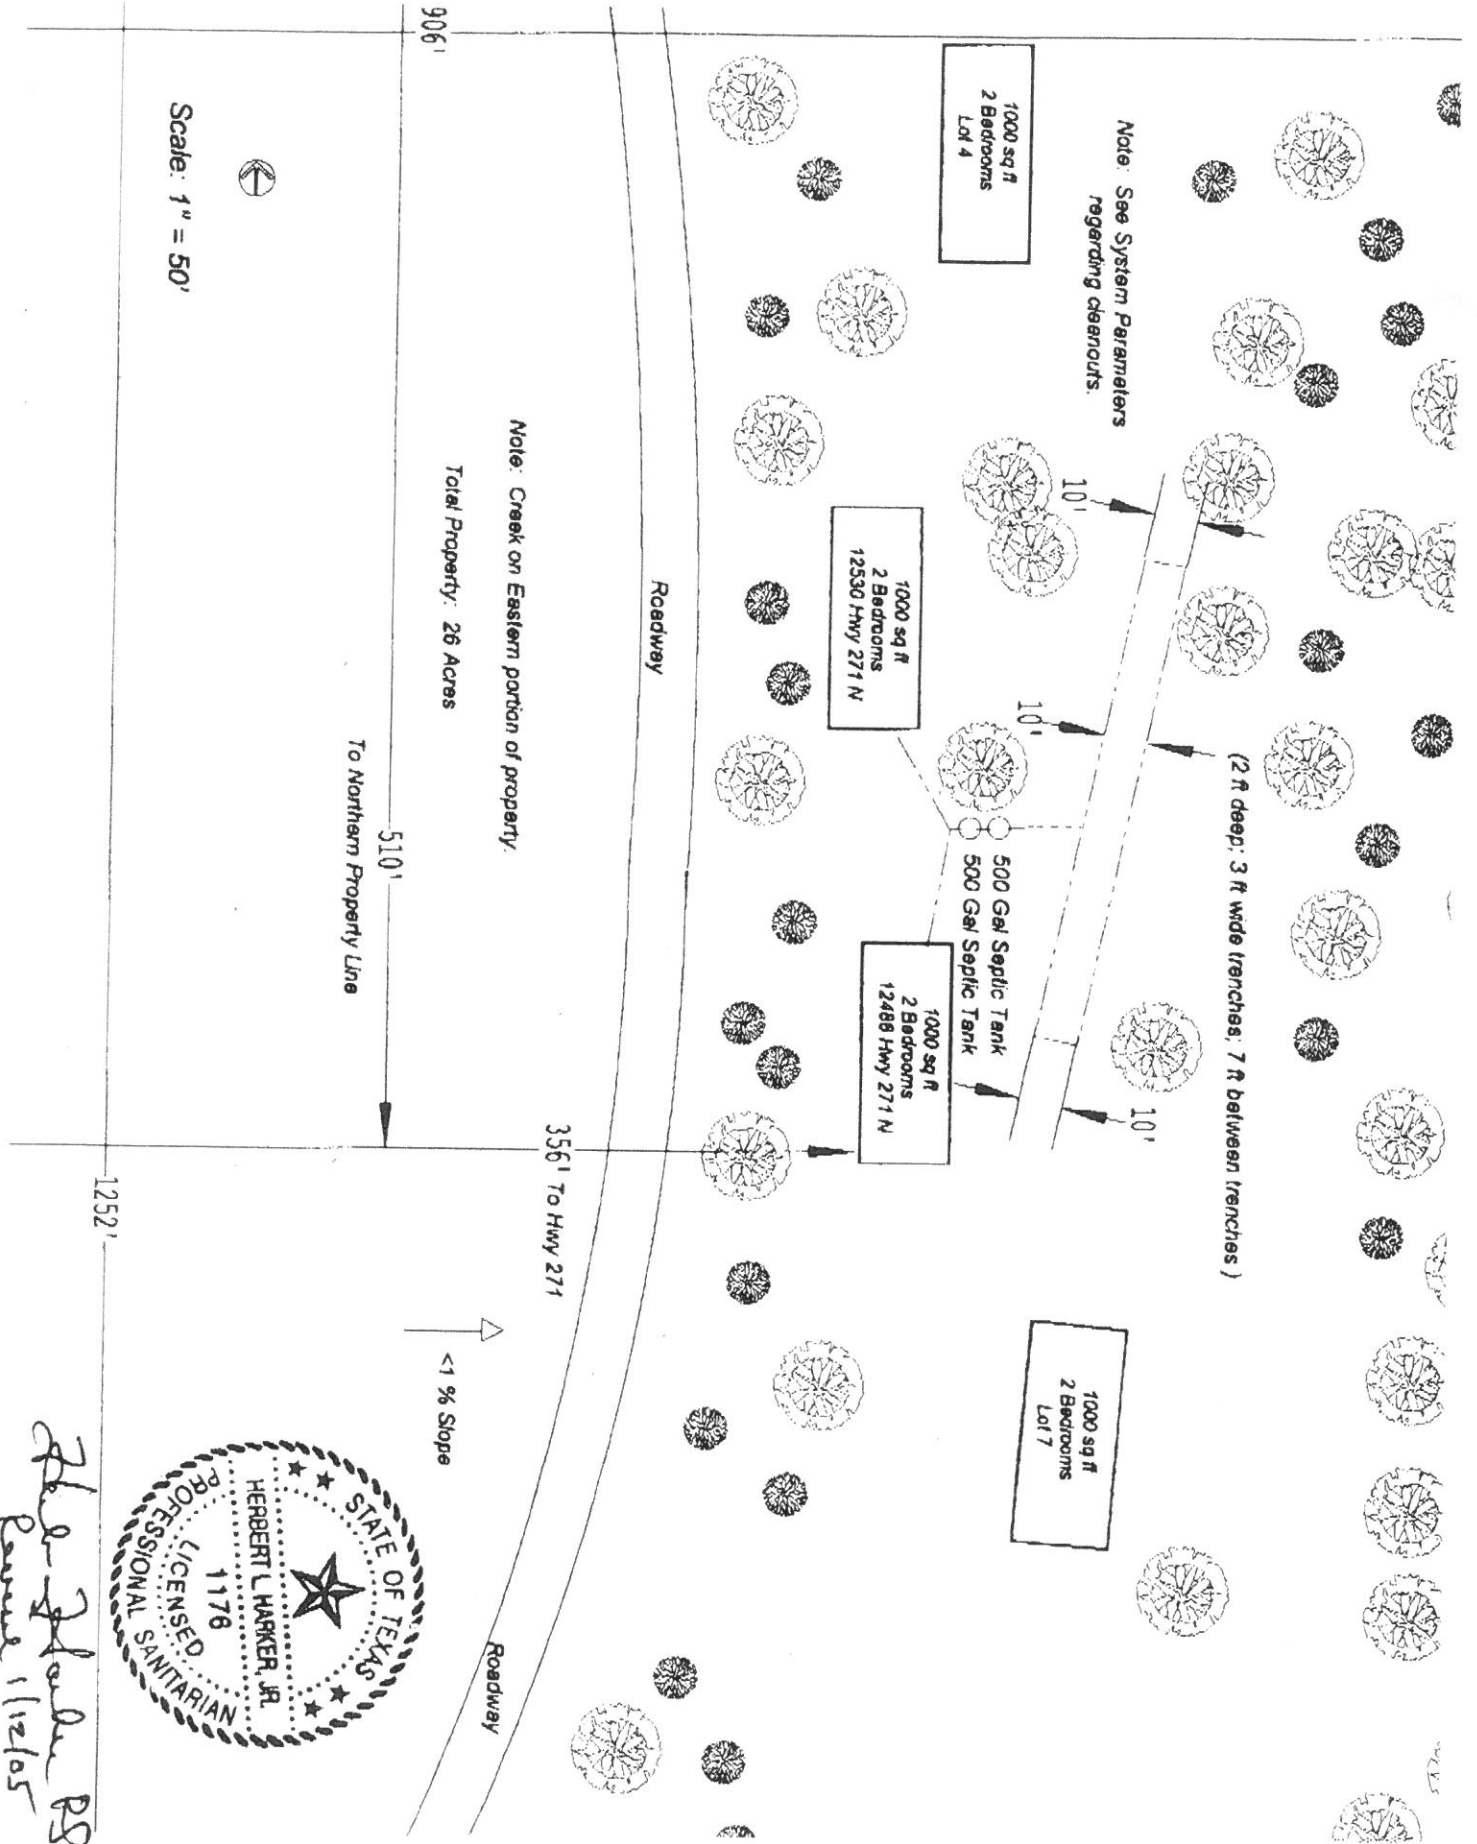 1000 sq ft
2 Bedrooms
Lot 4
Note: See System Parameters
regarding cleanouts.
10'
10'
(2 ft deep; 3 ft wide trenches; 7 ft between trenches)
10'
1000 sq ft
2 Bedrooms
12530 Hwy 271 N
500 Gal Septic Tank
500 Gal Septic Tank
1000 sq ft
2 Bedrooms
12488 Hwy 271 N
1000 sq ft
2 Bedrooms
Lot 7
Roadway
Roadway
906'
Note: Creek on Eastern portion of property.
Total Property: 26 Acres
510'
To Northern Property Line
356' To Hwy 271
<1 % Slope
1252'
Scale: 1" = 50'
STATE OF TEXAS
HERBERT L. HARKER, JR.
1176
LICENSED
PROFESSIONAL SANITARIAN
RS
1/12/05